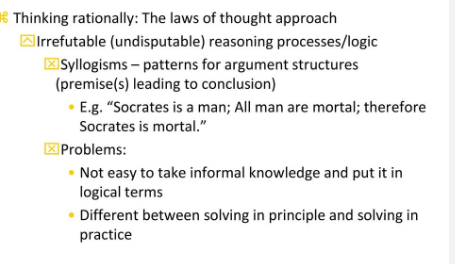 Thinking rationally: The laws of thought approach
Irrefutable (undisputable) reasoning processes/logic
Syllogisms – patterns for argument structures
(premise(s) leading to conclusion)
• E.g. “Socrates is a man; All man are mortal; therefore
Socrates is mortal.”
Problems:
• Not easy to take informal knowledge and put it in
logical terms
• Different between solving in principle and solving in
practice